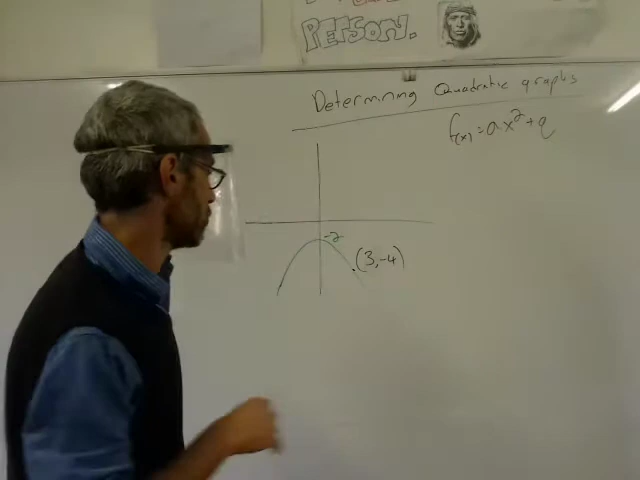 PERSON.
Determining Quadratic graphs
f(x) = ax² + q
-2
(3,-4)